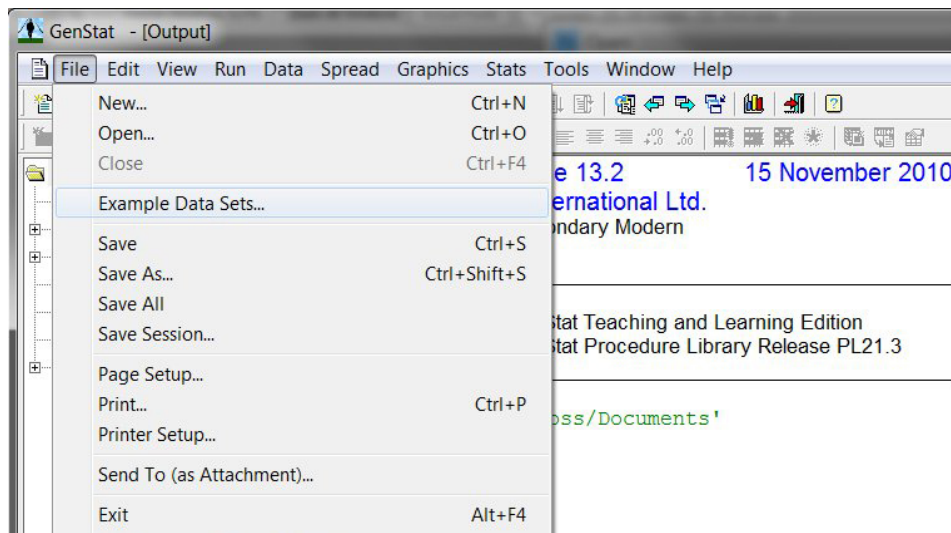 GenStat - [Output]
File Edit View Run Data Spread Graphics Stats Tools Window Help
New... Ctrl+N
Open... Ctrl+O
Close Ctrl+F4
Example Data Sets...
Save Ctrl+S
Save As... Ctrl+Shift+S
Save All
Save Session...
Page Setup...
Print... Ctrl+P
Printer Setup...
Send To (as Attachment)...
Exit Alt+F4
e 13.2 15 November 2010
ernational Ltd.
ondary Modern
Stat Teaching and Learning Edition
Stat Procedure Library Release PL21.3
oss/Documents'